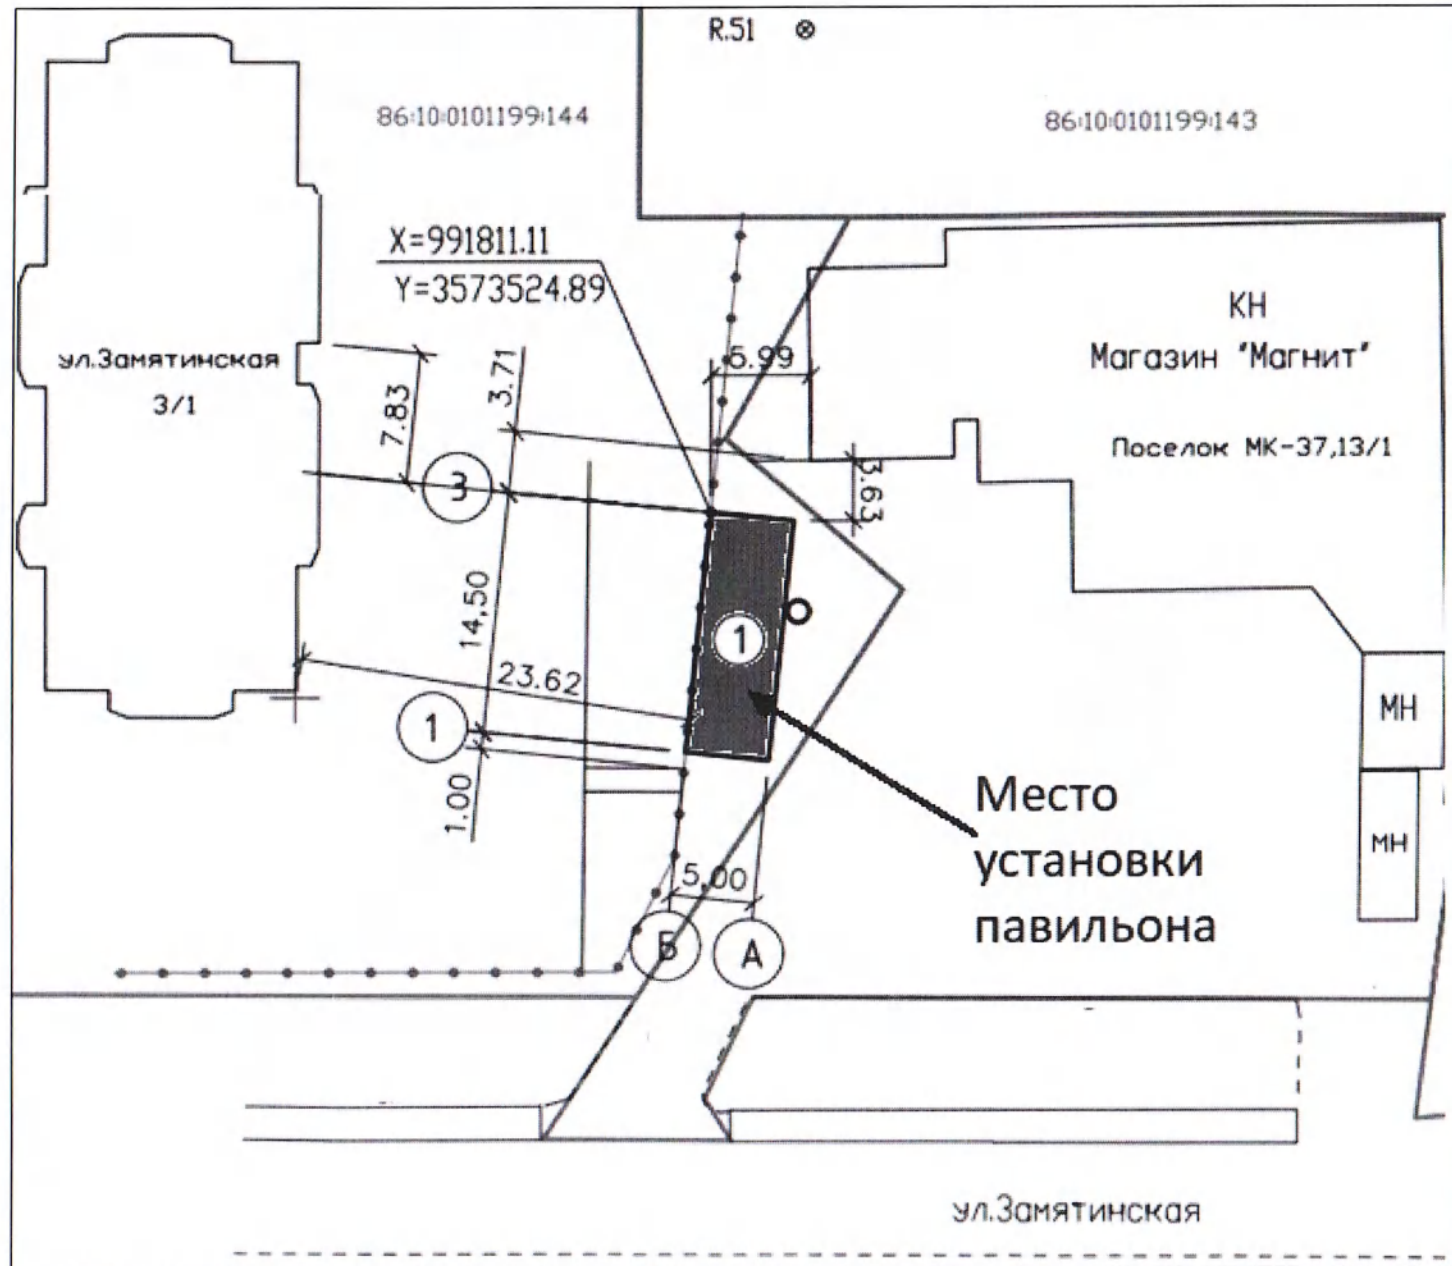 R.51
86:10:0101199:144
86:10:0101199:143
X=991811.11
Y=3573524.89
КН
Магазин "Магнит"
Поселок МК-37,13/1
ул.Замятинская
3/1
7.83
3.71
5.99
3.63
3
14,50
1
23.62
1
1.00
МН
МН
Место
установки
павильона
5,00
Б
А
ул.Замятинская